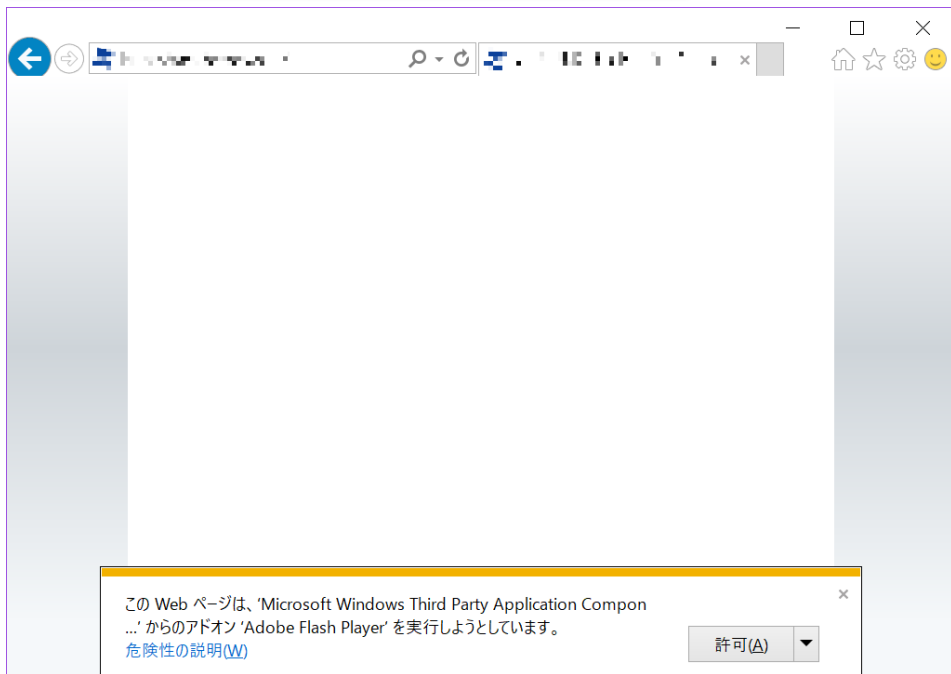 この Web ページは、'Microsoft Windows Third Party Application Compon
...' からのアドオン 'Adobe Flash Player' を実行しようとしています。
危険性の説明(W)
許可(A)